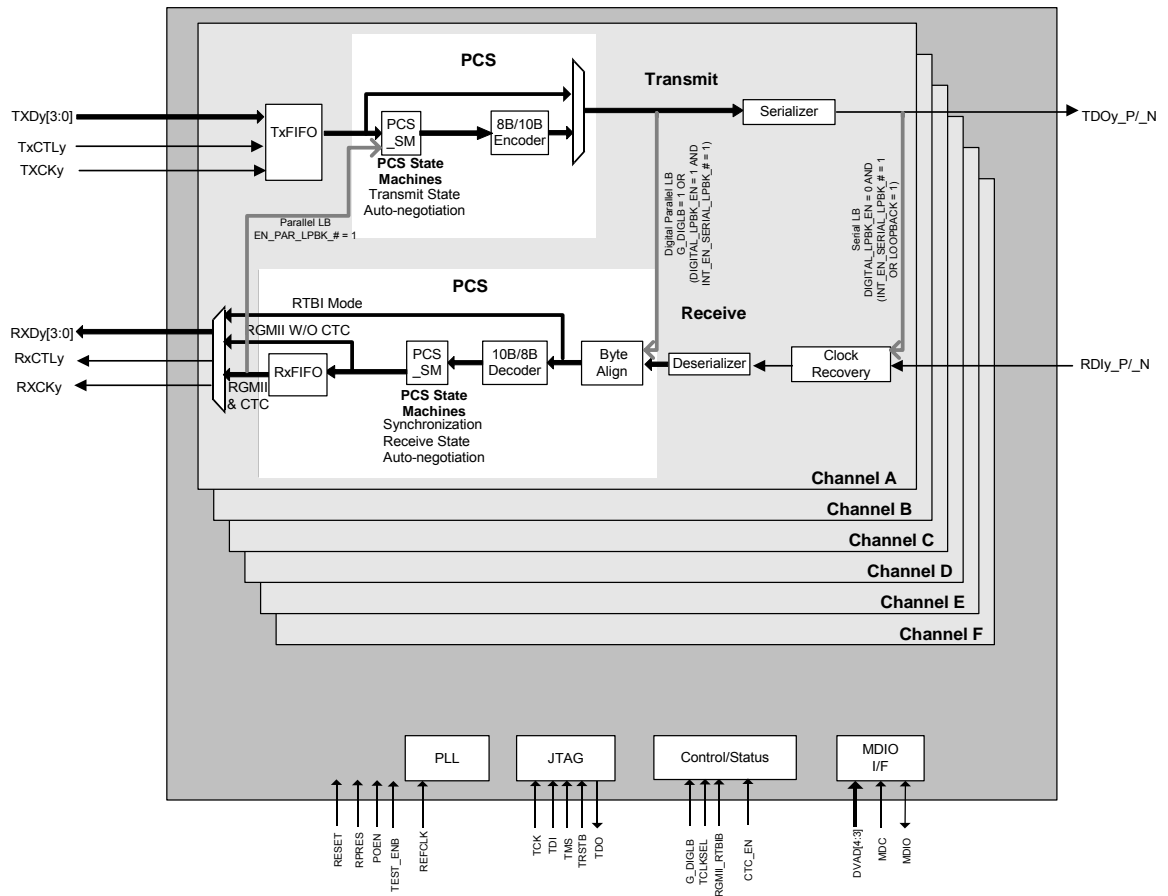 PCS
Transmit
TXDy[3:0]
TxCTLy
TXCKy
TxFIFO
PCS
_SM
8B/10B
Encoder
Serializer
TDOy_P/_N
PCS State
Machines
Transmit State
Auto-negotiation
Parallel LB
EN_PAR_LPBK_# = 1
Digital Parallel LB
G_DIGLB = 1 OR
(DIGITAL_LPBK_EN = 1 AND
INT_EN_SERIAL_LPBK_# = 1)
Serial LB
DIGITAL_LPBK_EN = 0 AND
(INT_EN_SERIAL_LPBK_# = 1
OR LOOPBACK = 1)
PCS
Receive
RTBI Mode
RGMII W/O CTC
RXDy[3:0]
RxCTLy
RXCKy
RGMII
& CTC
RxFIFO
PCS
_SM
10B/8B
Decoder
Byte
Align
Deserializer
Clock
Recovery
RDIy_P/_N
PCS State
Machines
Synchronization
Receive State
Auto-negotiation
Channel A
Channel B
Channel C
Channel D
Channel E
Channel F
PLL
JTAG
Control/Status
MDIO
I/F
RESET
RPRES
POEN
TEST_ENB
REFCLK
TCK
TDI
TMS
TRSTB
TDO
G_DIGLB
TCLKSEL
RGMII_RTBIB
CTC_EN
DVAD[4:3]
MDC
MDIO